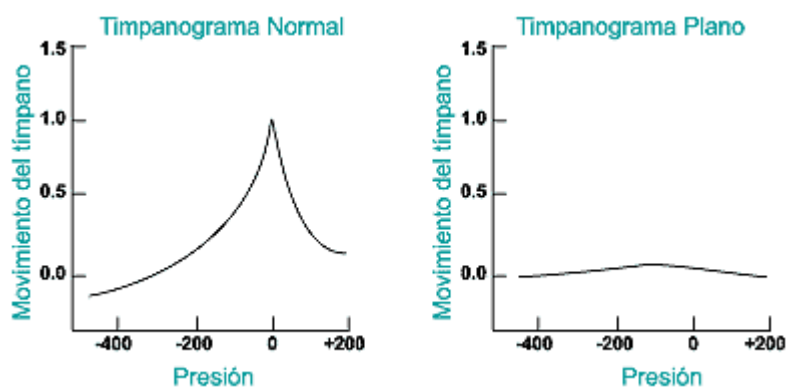 Timpanograma Normal
1.5
1.0
0.5
0.0
Movimiento del tímpano
-400 -200 0 +200
Presión
Timpanograma Plano
1.5
1.0
0.5
0.0
Movimiento del tímpano
-400 -200 0 +200
Presión